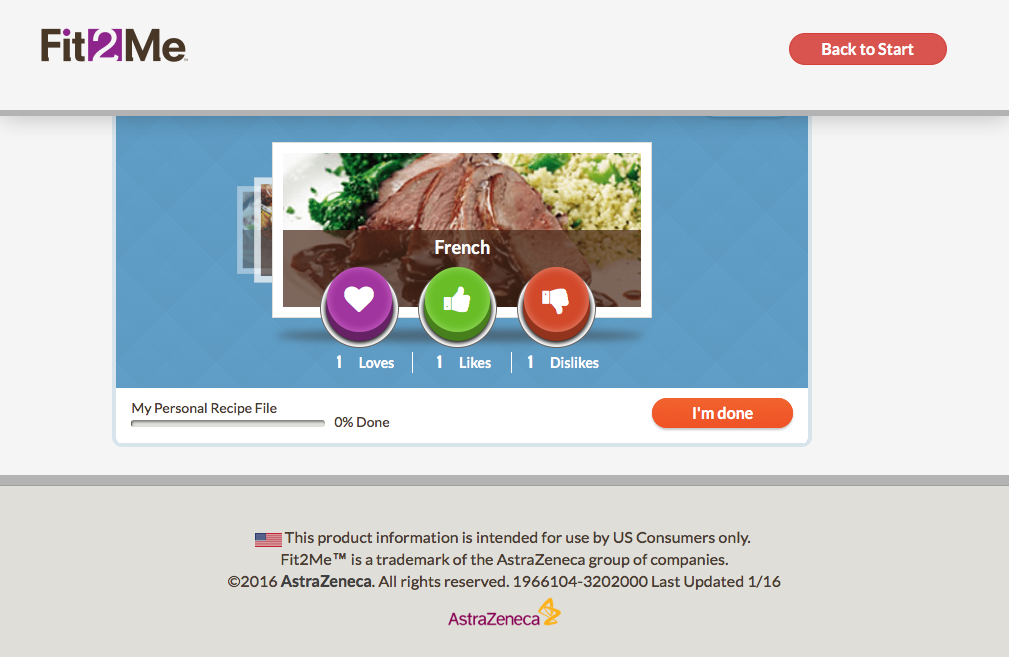 Fit2Me™
Back to Start
French
1 Loves 1 Likes 1 Dislikes
My Personal Recipe File
0% Done
I'm done
This product information is intended for use by US Consumers only.
Fit2Me™ is a trademark of the AstraZeneca group of companies.
©2016 AstraZeneca. All rights reserved. 1966104-3202000 Last Updated 1/16
AstraZeneca